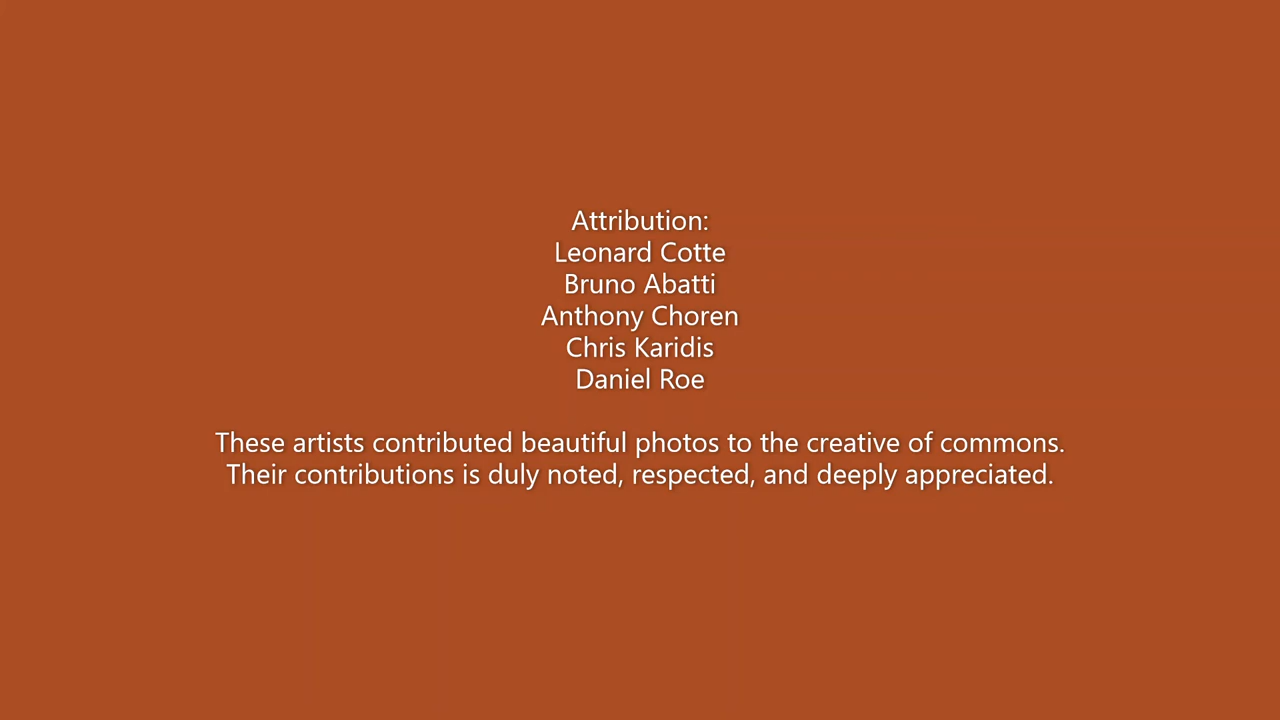 Attribution:
Leonard Cotte
Bruno Abatti
Anthony Choren
Chris Karidis
Daniel Roe
These artists contributed beautiful photos to the creative of commons.
Their contributions is duly noted, respected, and deeply appreciated.